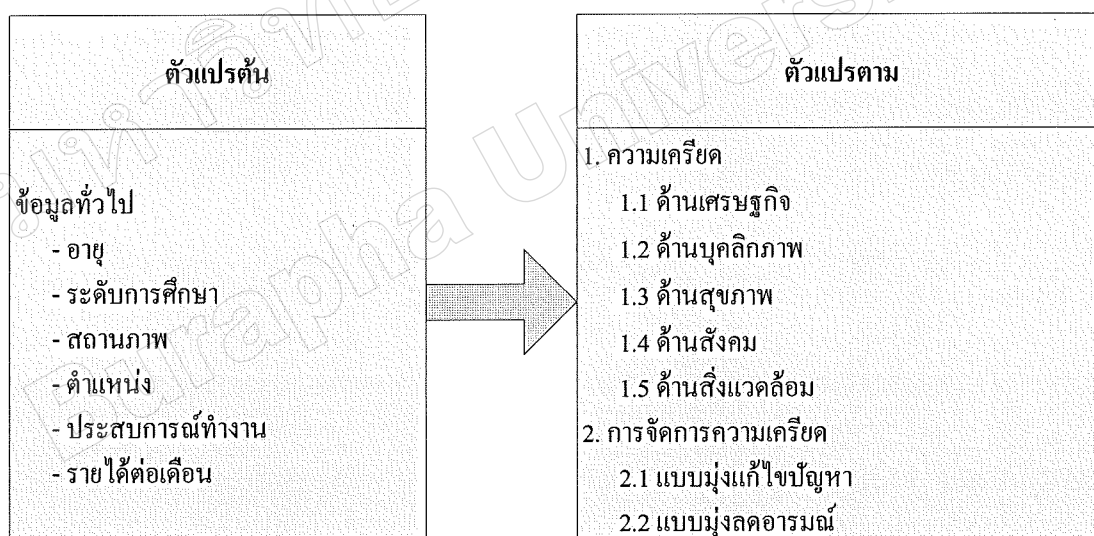 ตัวแปรต้น
ข้อมูลทั่วไป
- อายุ
- ระดับการศึกษา
- สถานภาพ
- ตำแหน่ง
- ประสบการณ์ทำงาน
- รายได้ต่อเดือน
ตัวแปรตาม
1. ความเครียด
1.1 ด้านเศรษฐกิจ
1.2 ด้านบุคลิกภาพ
1.3 ด้านสุขภาพ
1.4 ด้านสังคม
1.5 ด้านสิ่งแวดล้อม
2. การจัดการความเครียด
2.1 แบบมุ่งแก้ไขปัญหา
2.2 แบบมุ่งลดอารมณ์
Burapha Univers